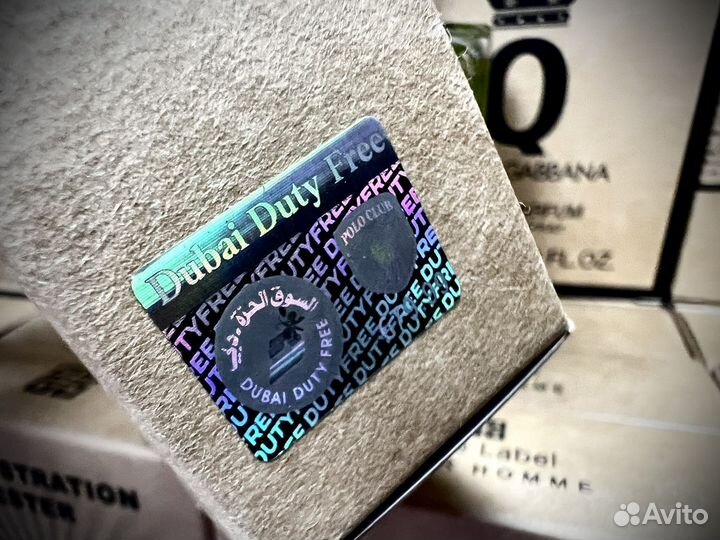 Dubai Duty Free
POLO CLUB
السوق الحرة دبي
DUBAI DUTY FREE
Q
GABBANA
FL.OZ
Label
HOMME
STRATION
ESTER
Avito